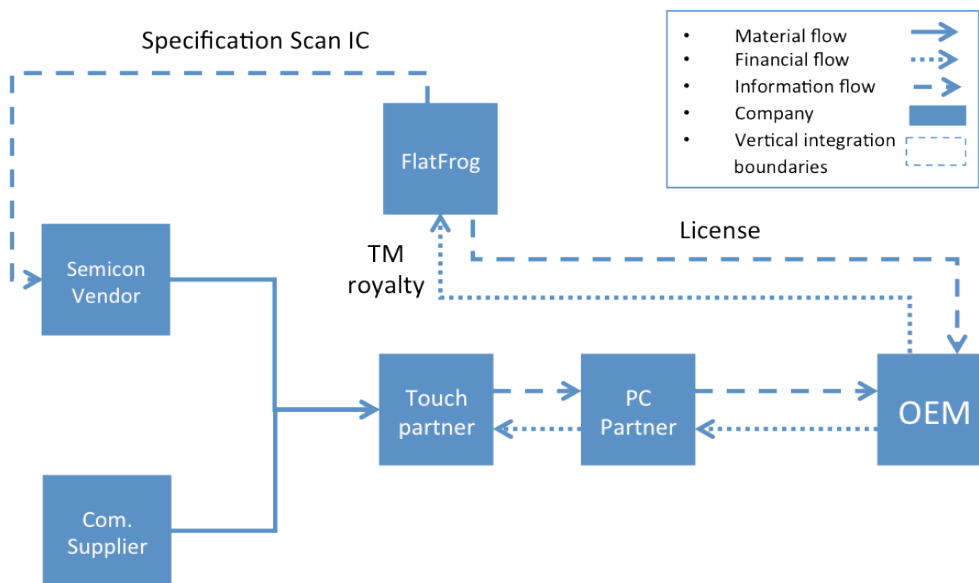 Specification Scan IC
• Material flow
• Financial flow
• Information flow
• Company
• Vertical integration
boundaries
FlatFrog
License
TM
royalty
Semicon
Vendor
Touch
partner
PC
Partner
OEM
Com.
Supplier